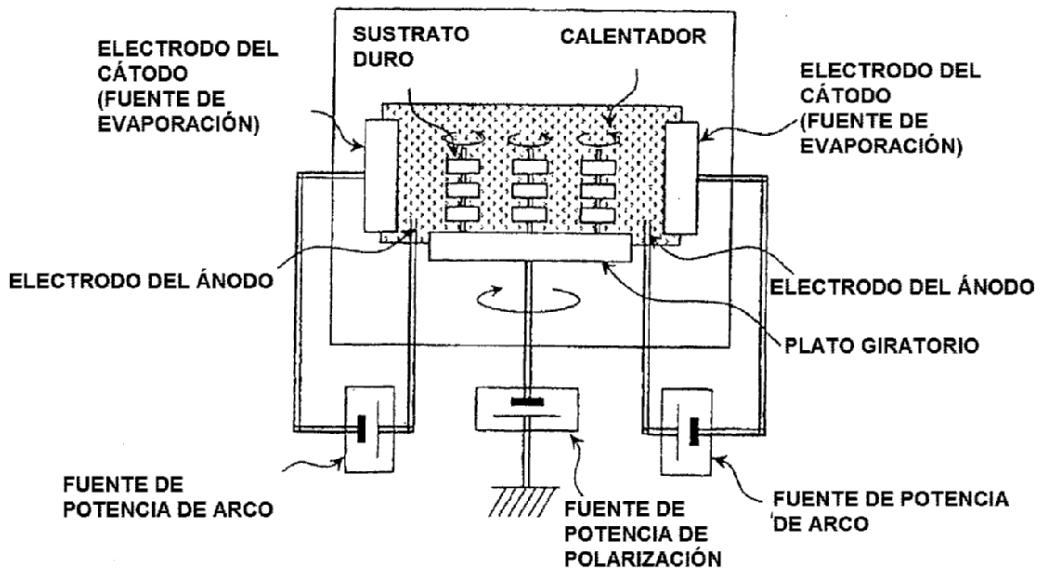 ELECTRODO DEL
CÁTODO
(FUENTE DE
EVAPORACIÓN)
SUSTRATO
DURO
CALENTADOR
ELECTRODO DEL
CÁTODO
(FUENTE DE
EVAPORACIÓN)
ELECTRODO DEL ÁNODO
ELECTRODO DEL ÁNODO
PLATO GIRATORIO
FUENTE DE
POTENCIA DE ARCO
FUENTE DE
POTENCIA DE
POLARIZACIÓN
FUENTE DE POTENCIA
DE ARCO